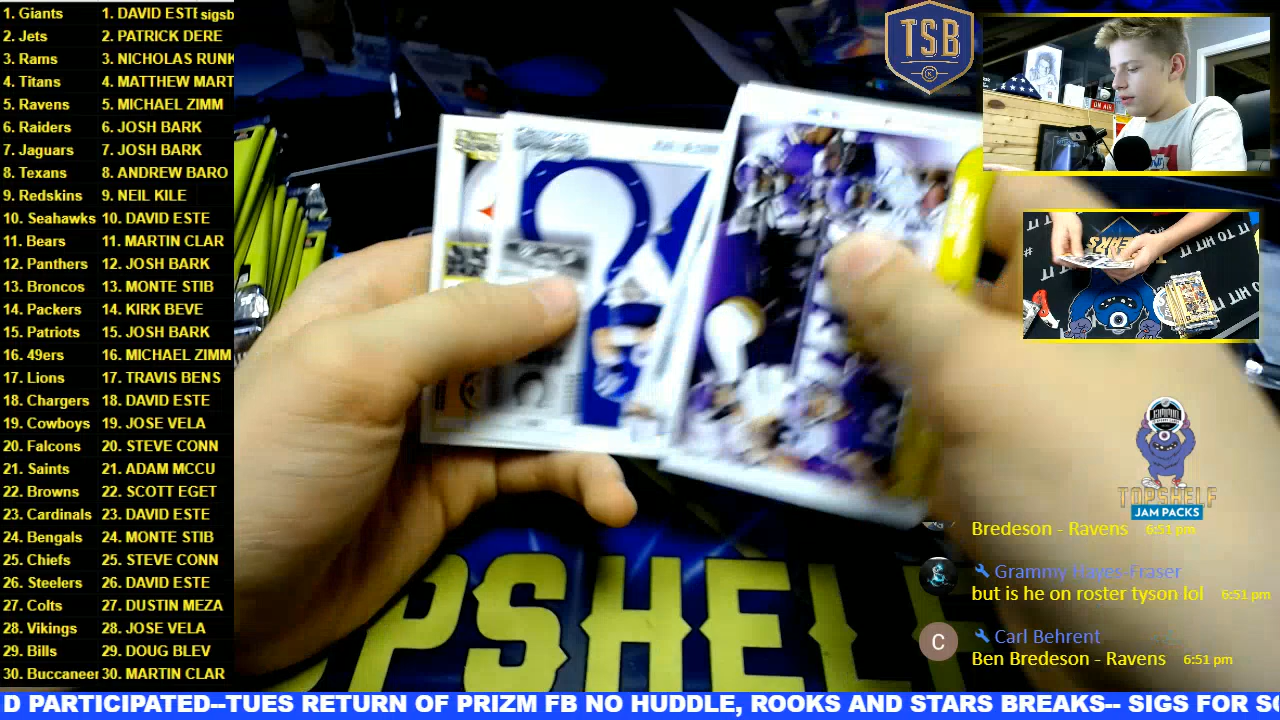 1. Giants 1. DAVID ESTE sigsb
2. Jets 2. PATRICK DERE
3. Rams 3. NICHOLAS RUNK
4. Titans 4. MATTHEW MART
5. Ravens 5. MICHAEL ZIMM
6. Raiders 6. JOSH BARK
7. Jaguars 7. JOSH BARK
8. Texans 8. ANDREW BARO
9. Redskins 9. NEIL KILE
10. Seahawks 10. DAVID ESTE
11. Bears 11. MARTIN CLAR
12. Panthers 12. JOSH BARK
13. Broncos 13. MONTE STIB
14. Packers 14. KIRK BEVE
15. Patriots 15. JOSH BARK
16. 49ers 16. MICHAEL ZIMM
17. Lions 17. TRAVIS BENS
18. Chargers 18. DAVID ESTE
19. Cowboys 19. JOSE VELA
20. Falcons 20. STEVE CONN
21. Saints 21. ADAM MCCU
22. Browns 22. SCOTT EGET
23. Cardinals 23. DAVID ESTE
24. Bengals 24. MONTE STIB
25. Chiefs 25. STEVE CONN
26. Steelers 26. DAVID ESTE
27. Colts 27. DUSTIN MEZA
28. Vikings 28. JOSE VELA
29. Bills 29. DOUG BLEV
30. Buccaneer 30. MARTIN CLAR
TSB
K
ON AIR
TOPSHELF
JAM PACKS
Bredeson - Ravens 6:51 pm
Grammy Hayes-Fraser
but is he on roster tyson lol 6:51 pm
C
Carl Behrent
Ben Bredeson - Ravens 6:51 pm
OPSHELF
D PARTICIPATED--TUES RETURN OF PRIZM FB NO HUDDLE, ROOKS AND STARS BREAKS-- SIGS FOR SO